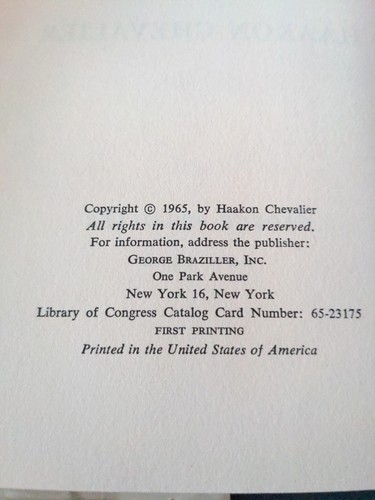 Copyright © 1965, by Haakon Chevalier
All rights in this book are reserved.
For information, address the publisher:
GEORGE BRAZILLER, INC.
One Park Avenue
New York 16, New York
Library of Congress Catalog Card Number: 65-23175
FIRST PRINTING
Printed in the United States of America